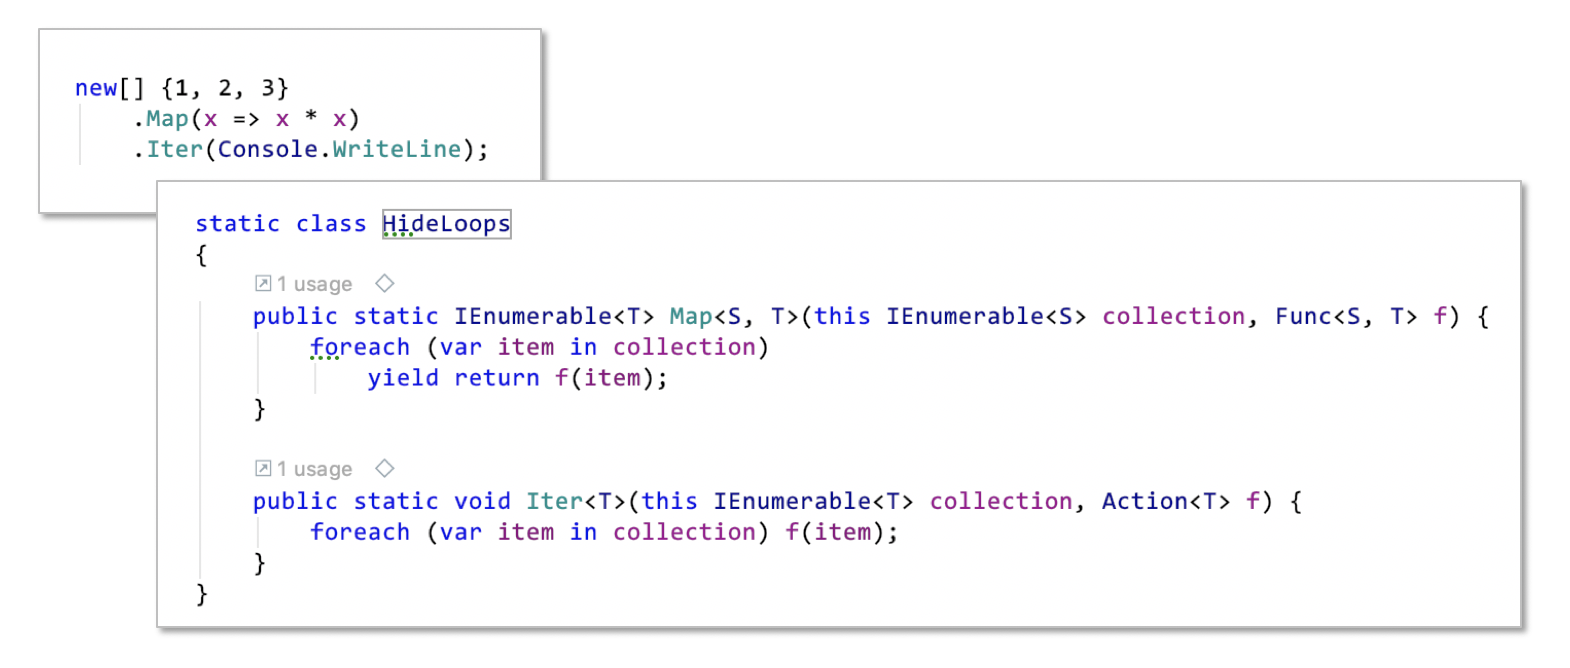 new[] {1, 2, 3}
.Map(x => x * x)
.Iter(Console.WriteLine);
static class HideLoops
{
1 usage
public static IEnumerable<T> Map<S, T>(this IEnumerable<S> collection, Func<S, T> f) {
foreach (var item in collection)
yield return f(item);
}
1 usage
public static void Iter<T>(this IEnumerable<T> collection, Action<T> f) {
foreach (var item in collection) f(item);
}
}